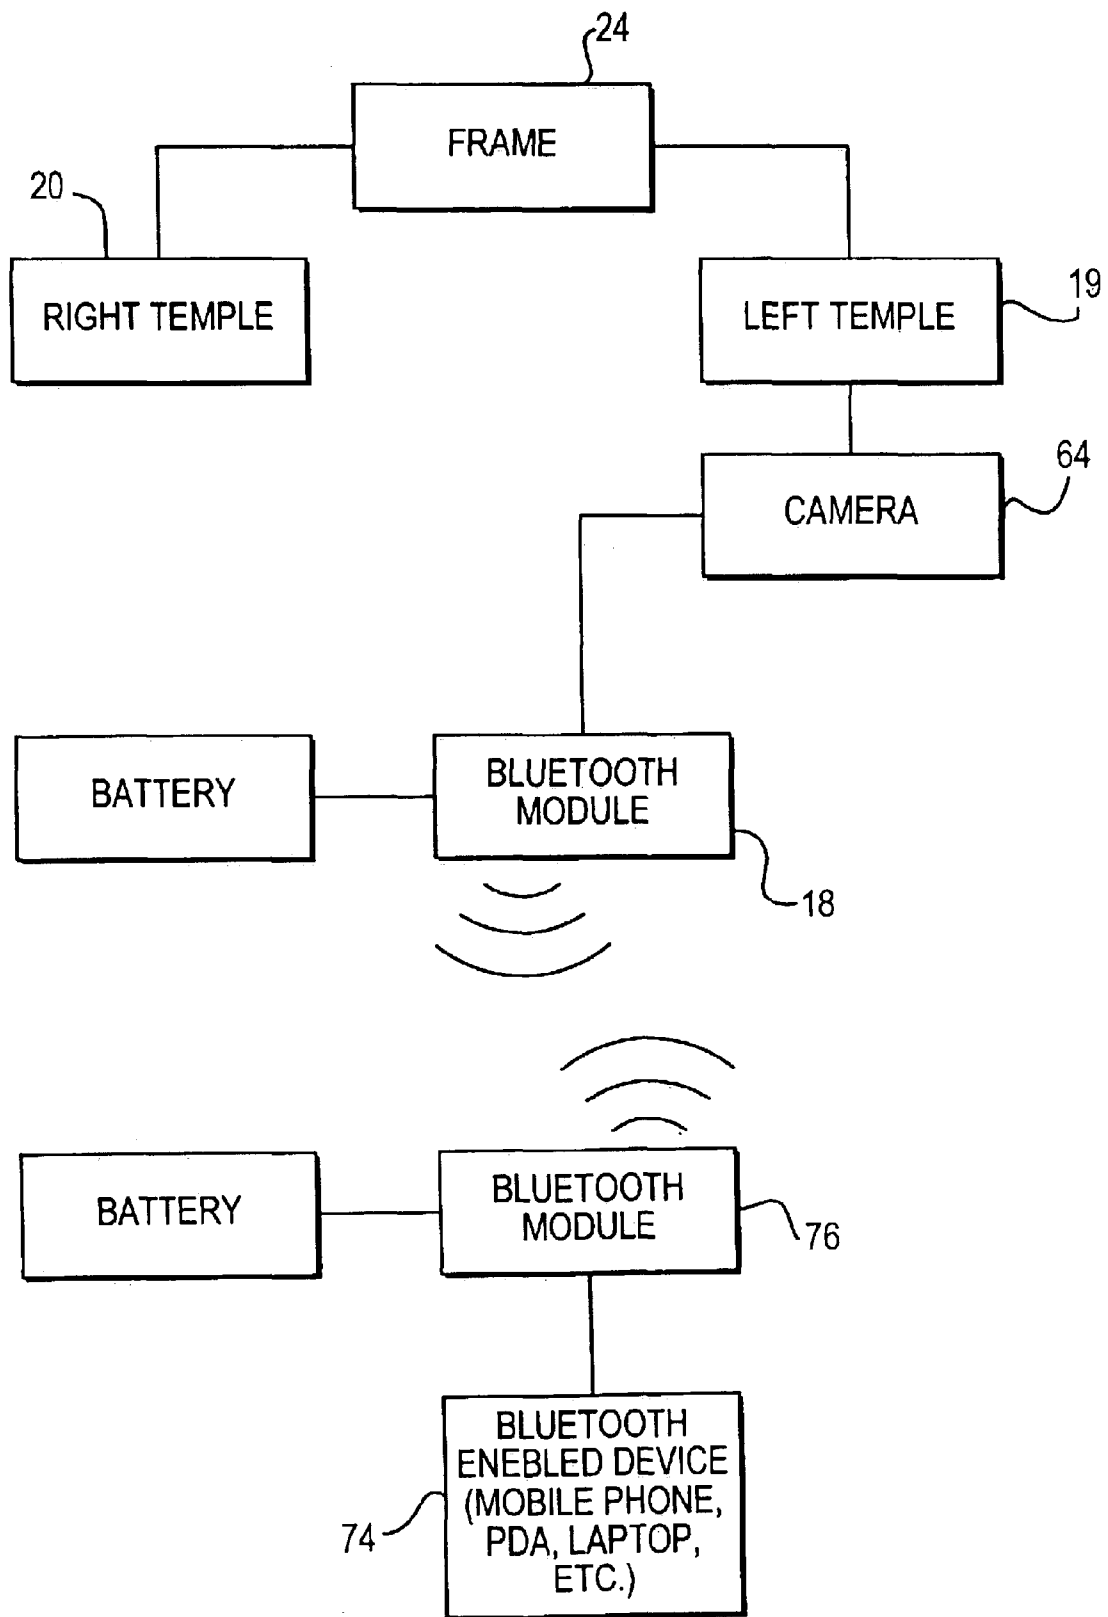 24
FRAME
20
RIGHT TEMPLE
LEFT TEMPLE
19
64
CAMERA
BATTERY
BLUETOOTH
MODULE
18
BATTERY
BLUETOOTH
MODULE
76
BLUETOOTH
ENEBLED DEVICE
(MOBILE PHONE,
PDA, LAPTOP,
ETC.)
74